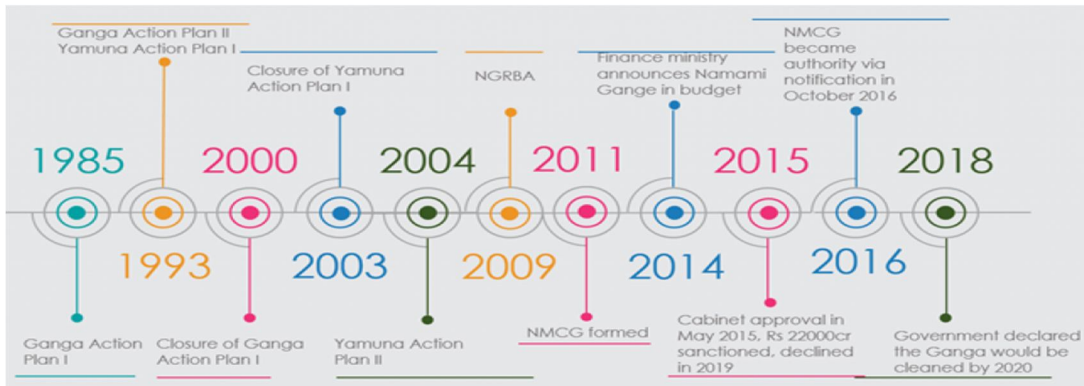 Ganga Action Plan II
Yamuna Action Plan I
Closure of Yamuna
Action Plan I
NGRBA
Finance ministry
announces Namami
Gange in budget
NMCG
became
authority via
notification in
October 2016
1985
2000
2004
2011
2015
2018
1993
2003
2009
2014
2016
Ganga Action
Plan I
Closure of Ganga
Action Plan I
Yamuna Action
Plan II
NMCG formed
Cabinet approval in
May 2015, Rs 22000cr
sanctioned, declined
in 2019
Government declared
the Ganga would be
cleaned by 2020